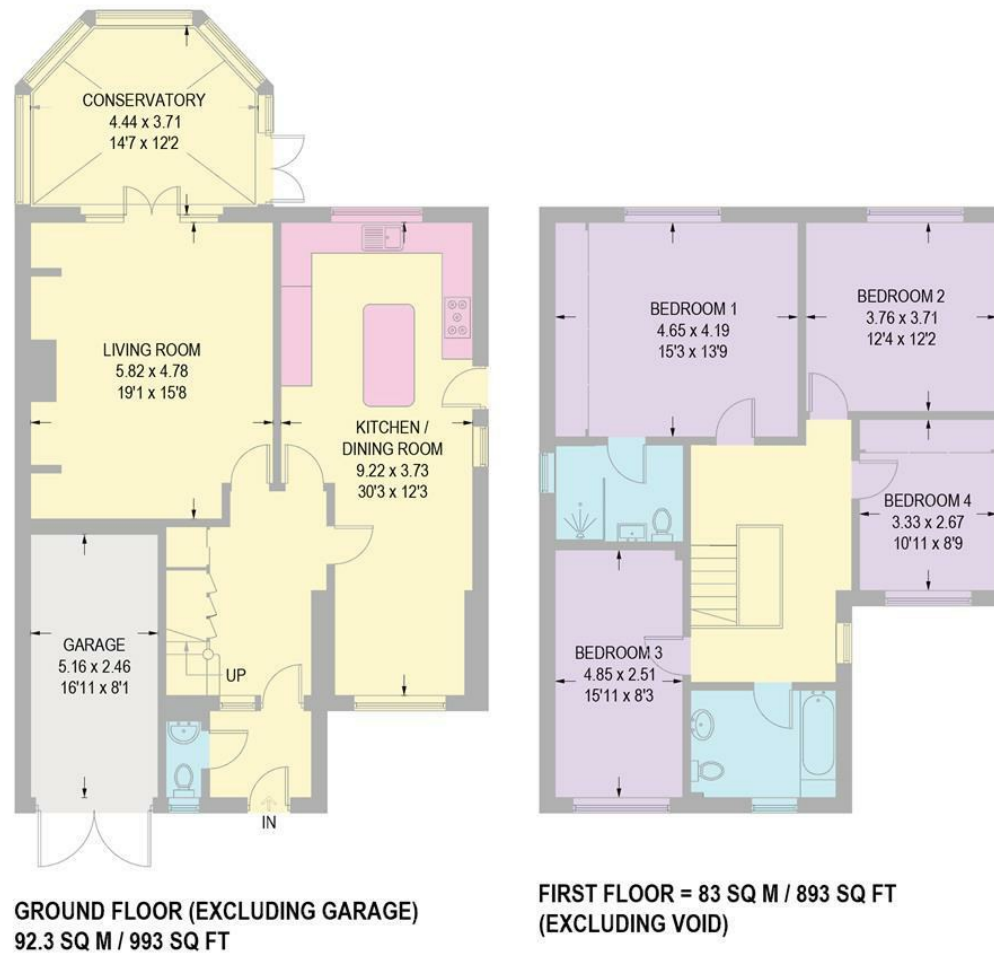 CONSERVATORY
4.44 x 3.71
14'7 x 12'2
LIVING ROOM
5.82 x 4.78
19'1 x 15'8
KITCHEN /
DINING ROOM
9.22 x 3.73
30'3 x 12'3
GARAGE
5.16 x 2.46
16'11 x 8'1
UP
IN
GROUND FLOOR (EXCLUDING GARAGE)
92.3 SQ M / 993 SQ FT
BEDROOM 1
4.65 x 4.19
15'3 x 13'9
BEDROOM 2
3.76 x 3.71
12'4 x 12'2
BEDROOM 4
3.33 x 2.67
10'11 x 8'9
BEDROOM 3
4.85 x 2.51
15'11 x 8'3
FIRST FLOOR = 83 SQ M / 893 SQ FT
(EXCLUDING VOID)